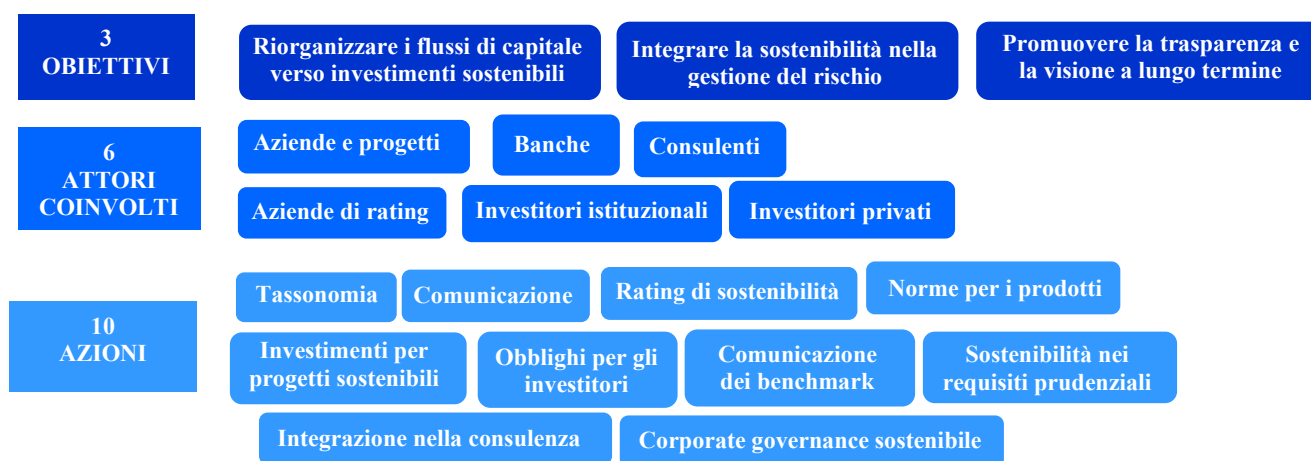 3
OBIETTIVI
Riorganizzare i flussi di capitale
verso investimenti sostenibili
Integrare la sostenibilità nella
gestione del rischio
Promuovere la trasparenza e
la visione a lungo termine
6
ATTORI
COINVOLTI
Aziende e progetti
Banche
Consulenti
Aziende di rating
Investitori istituzionali
Investitori privati
10
AZIONI
Tassonomia
Comunicazione
Rating di sostenibilità
Norme per i prodotti
Investimenti per
progetti sostenibili
Obblighi per gli
investitori
Comunicazione
dei benchmark
Sostenibilità nei
requisiti prudenziali
Integrazione nella consulenza
Corporate governance sostenibile